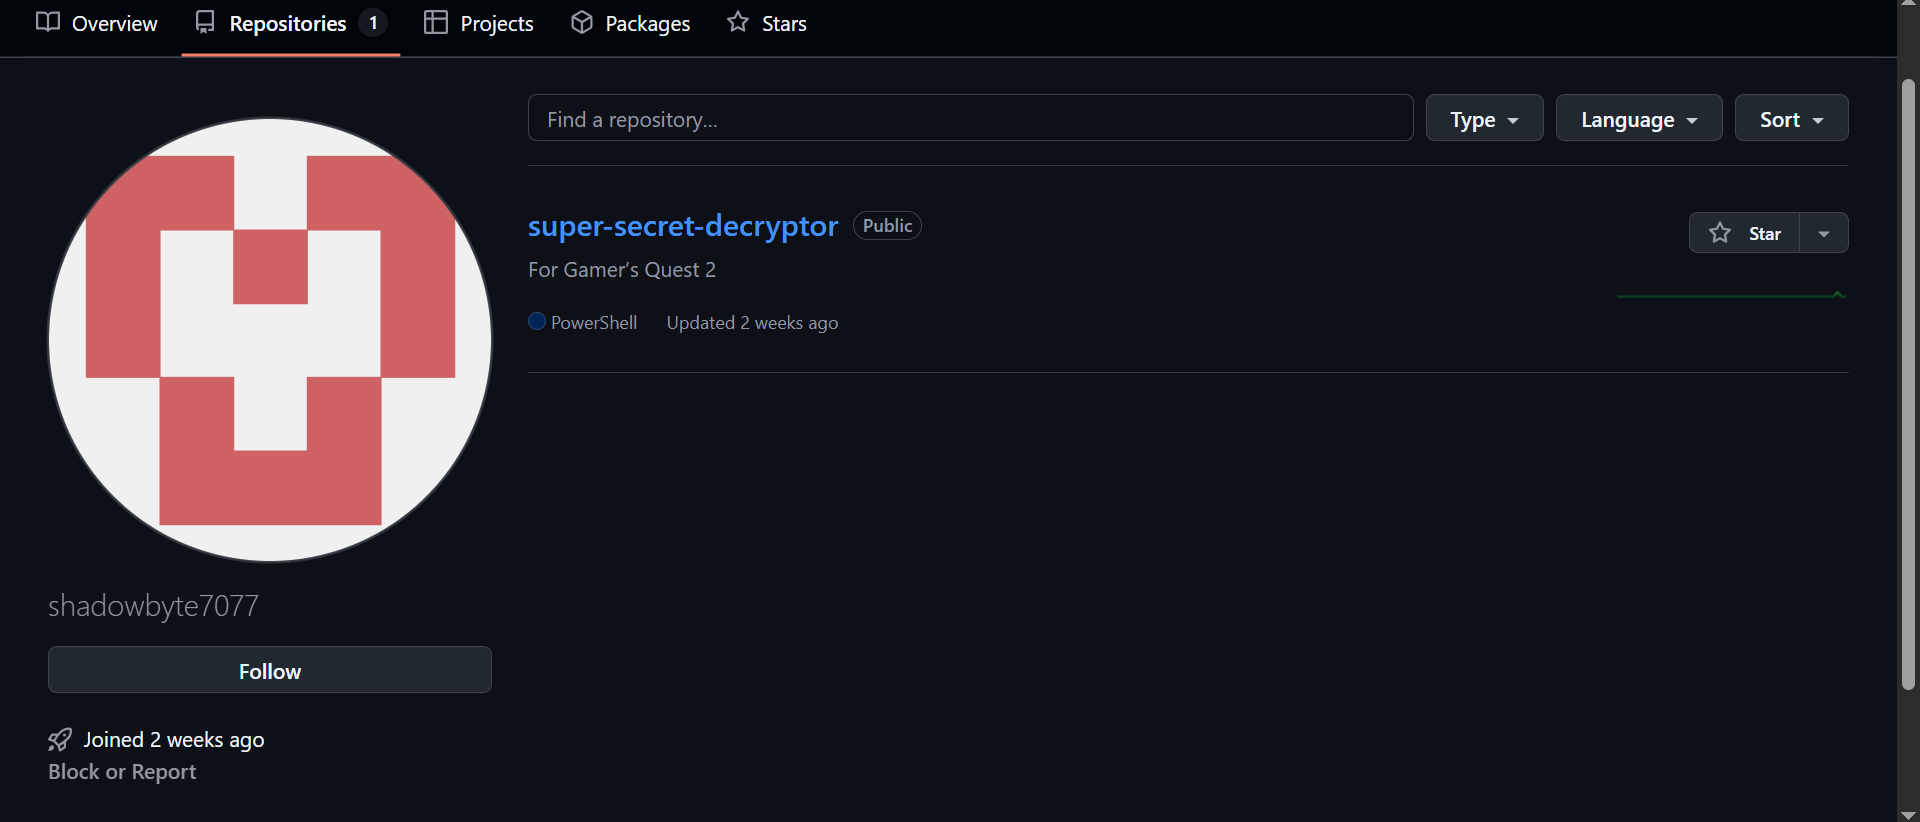 Overview Repositories 1 Projects Packages Stars
Find a repository...
Type Language Sort
super-secret-decryptor Public
Star
For Gamer’s Quest 2
PowerShell Updated 2 weeks ago
shadowbyte7077
Follow
Joined 2 weeks ago
Block or Report